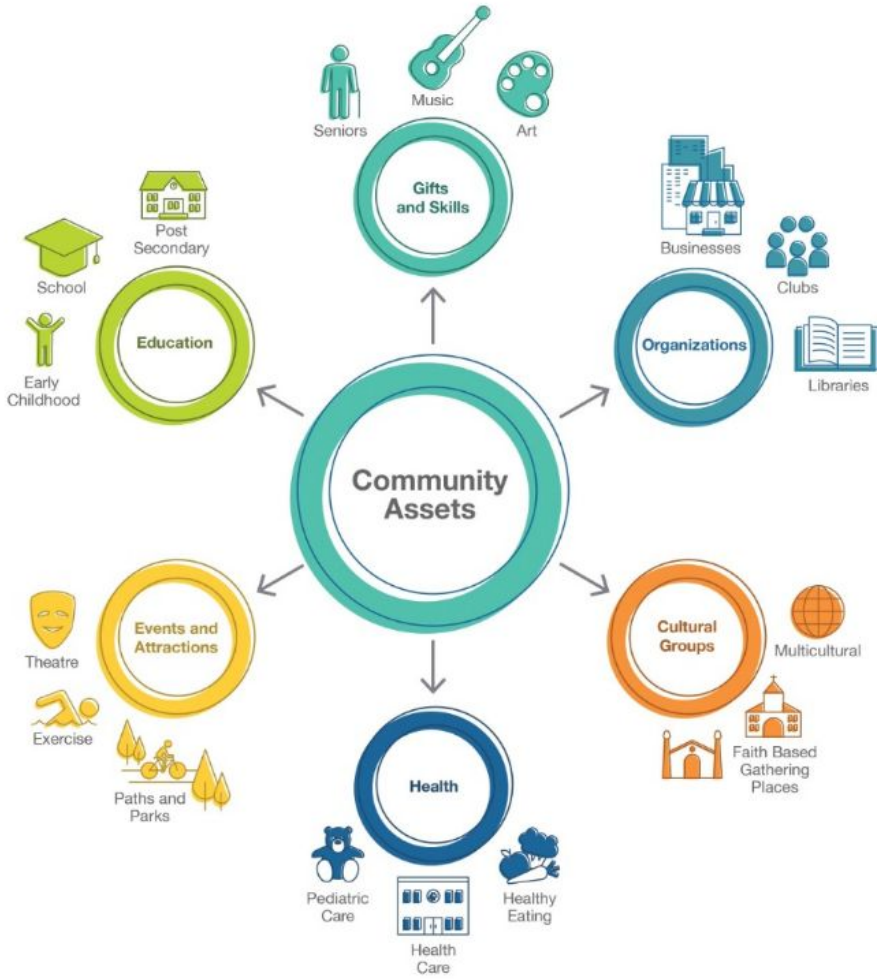 Seniors
Music
Art
Gifts
and Skills
Post
Secondary
School
Early
Childhood
Education
Businesses
Clubs
Libraries
Organizations
Community
Assets
Theatre
Exercise
Paths and
Parks
Events and
Attractions
Cultural
Groups
Multicultural
Faith Based
Gathering
Places
Health
Pediatric
Care
Health
Care
Healthy
Eating